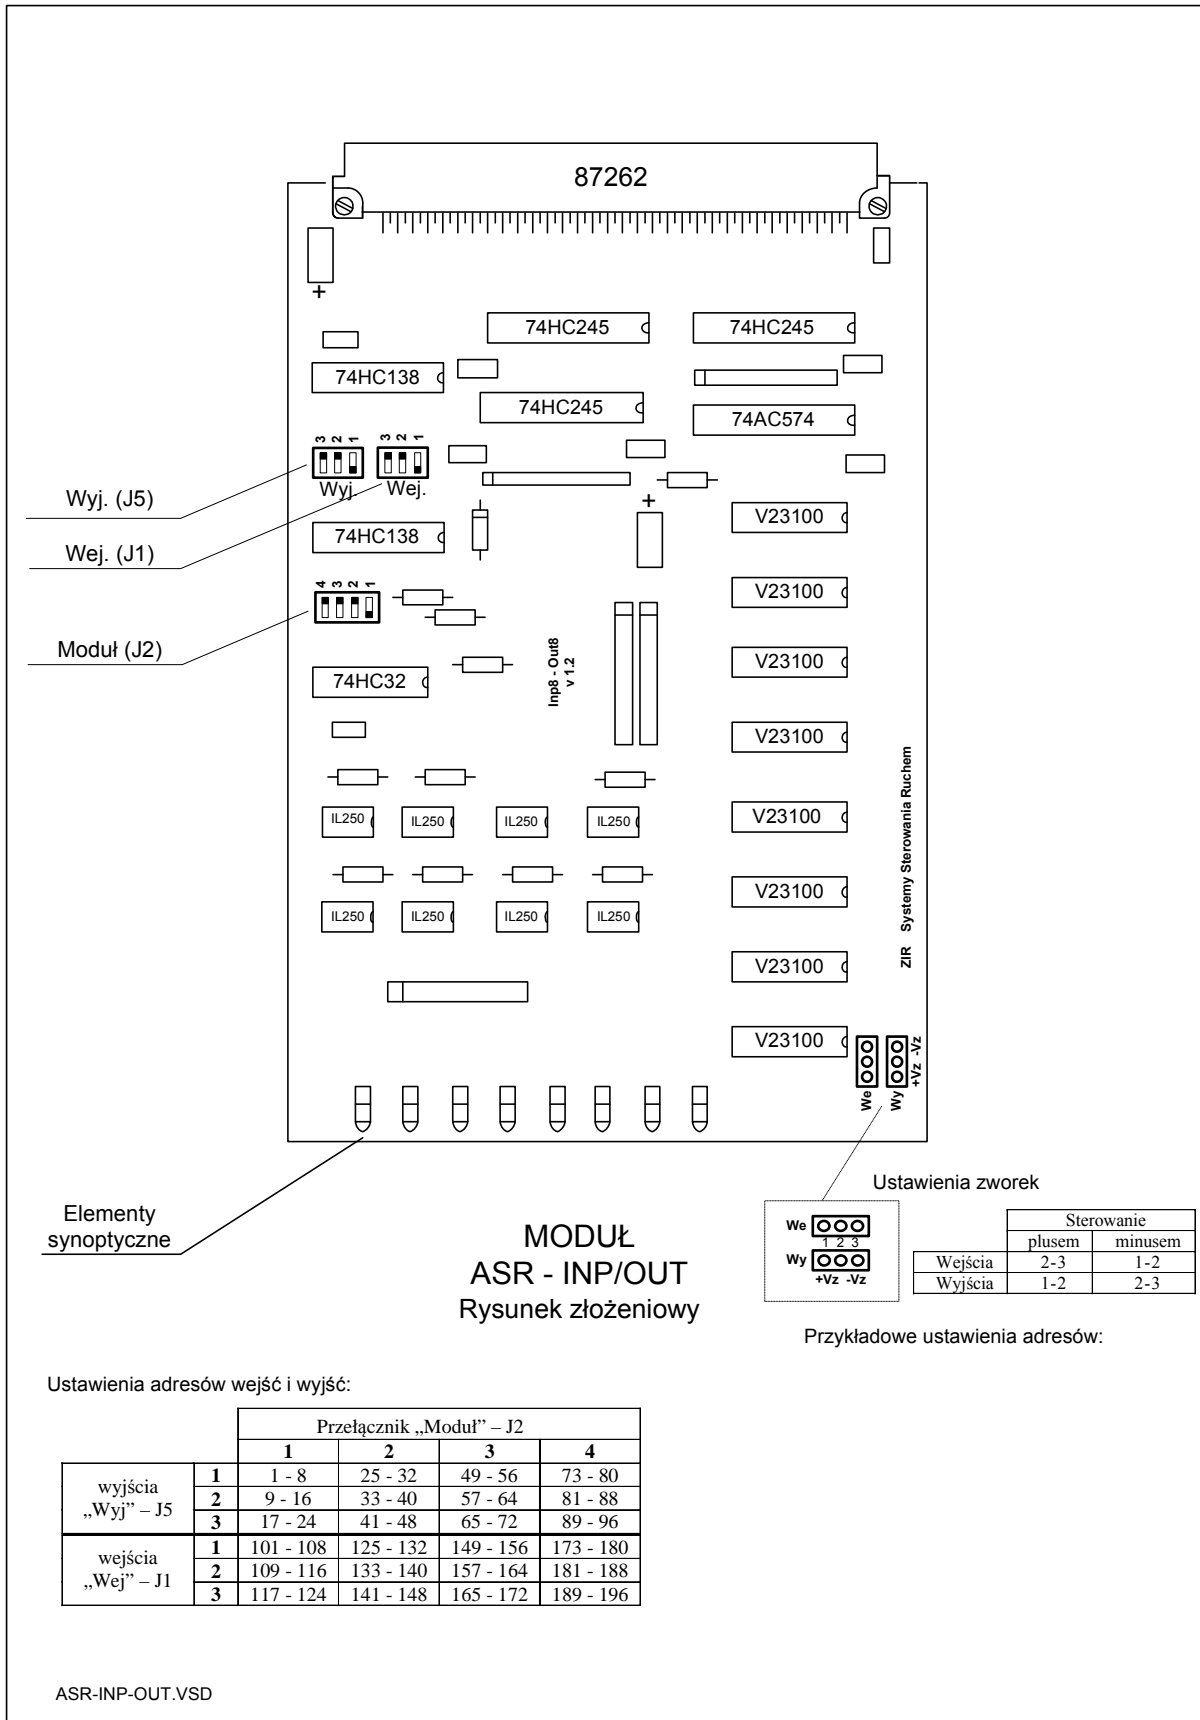 87262
+
74HC245
74HC245
74HC138
74HC245
74AC574
3 2 1
3 2 1
Wyj.
Wej.
Wyj. (J5)
Wej. (J1)
+
74HC138
V23100
4 3 2 1
V23100
Moduł (J2)
Inp8 - Out8
v 1.2
V23100
74HC32
V23100
IL250
IL250
IL250
IL250
V23100
IL250
IL250
IL250
IL250
V23100
V23100
V23100
ZIR Systemy Sterowania Ruchem
We
Wy
+Vz -Vz
Elementy
synoptyczne
MODUŁ
ASR - INP/OUT
Rysunek złożeniowy
Ustawienia zworek
We
1 2 3
Wy
+Vz -Vz
Sterowanie
plusem minusem
Wejścia 2-3 1-2
Wyjścia 1-2 2-3
Przykładowe ustawienia adresów:
Ustawienia adresów wejść i wyjść:
Przełącznik „Moduł” – J2
1 2 3 4
wyjścia
„Wyj” – J5
1 1 - 8 25 - 32 49 - 56 73 - 80
2 9 - 16 33 - 40 57 - 64 81 - 88
3 17 - 24 41 - 48 65 - 72 89 - 96
wejścia
„Wej” – J1
1 101 - 108 125 - 132 149 - 156 173 - 180
2 109 - 116 133 - 140 157 - 164 181 - 188
3 117 - 124 141 - 148 165 - 172 189 - 196
ASR-INP-OUT.VSD